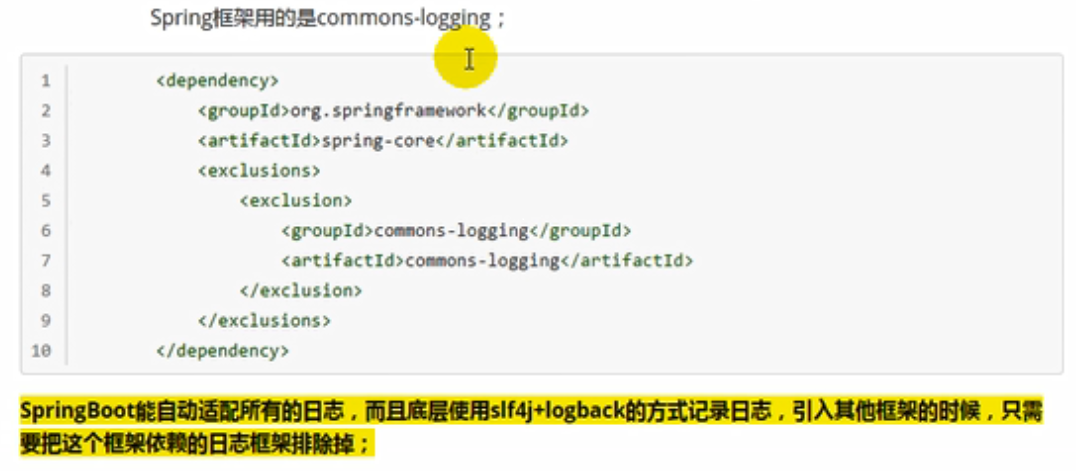 Spring框架用的是commons-logging；
1 <dependency>
2 <groupId>org.springframework</groupId>
3 <artifactId>spring-core</artifactId>
4 <exclusions>
5 <exclusion>
6 <groupId>commons-logging</groupId>
7 <artifactId>commons-logging</artifactId>
8 </exclusion>
9 </exclusions>
10 </dependency>
SpringBoot能自动适配所有的日志，而且底层使用slf4j+logback的方式记录日志，引入其他框架的时候，只需
要把这个框架依赖的日志框架排除掉；